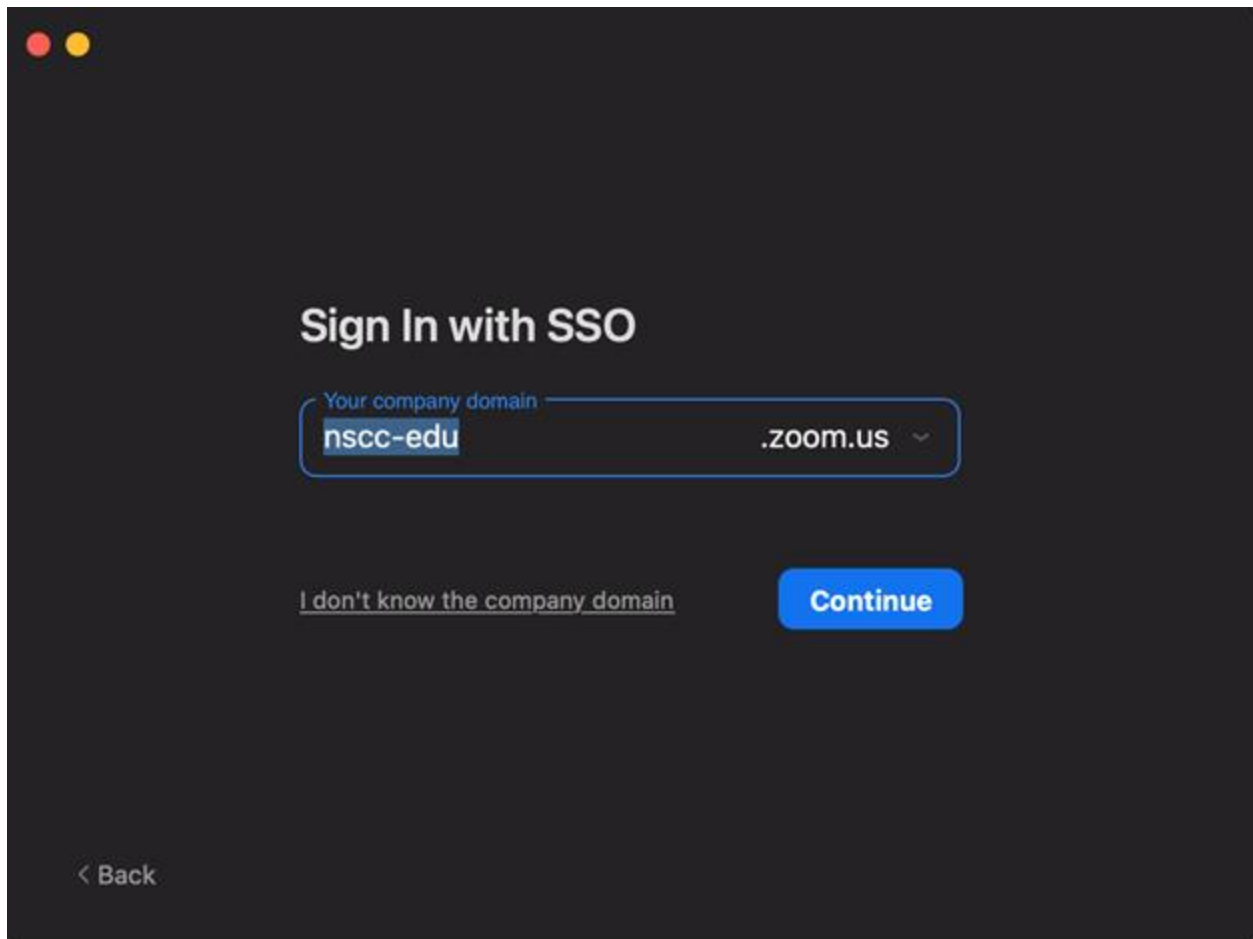 Sign In with SSO
Your company domain
nscc-edu .zoom.us
I don't know the company domain Continue
< Back